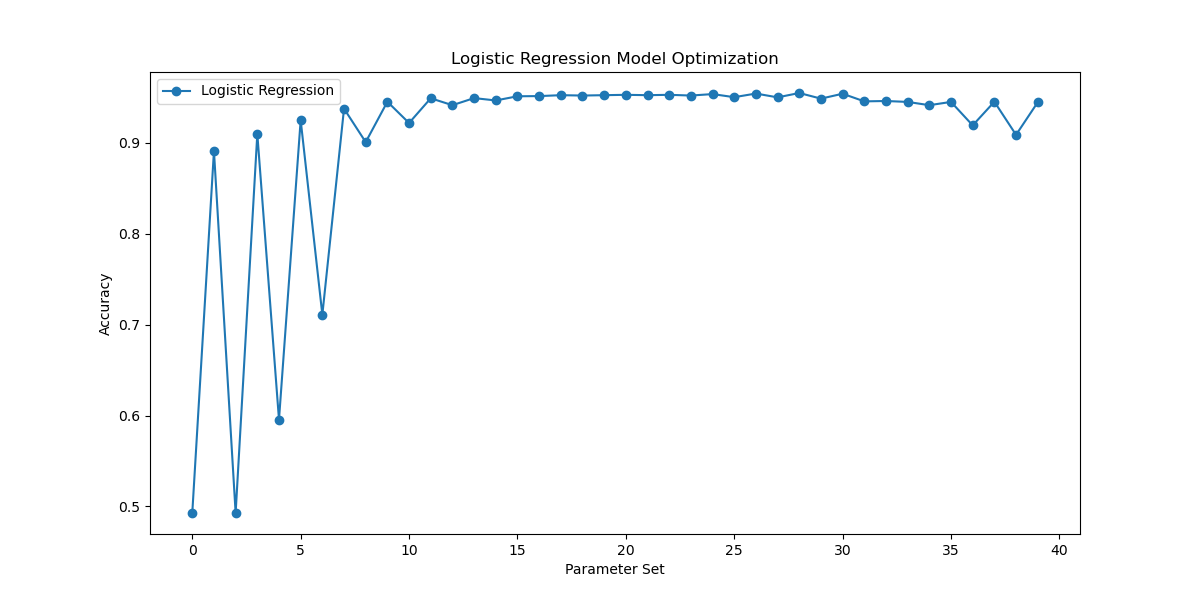 Logistic Regression Model Optimization
Logistic Regression
Accuracy
0.9
0.8
0.7
0.6
0.5
0 5 10 15 20 25 30 35 40
Parameter Set